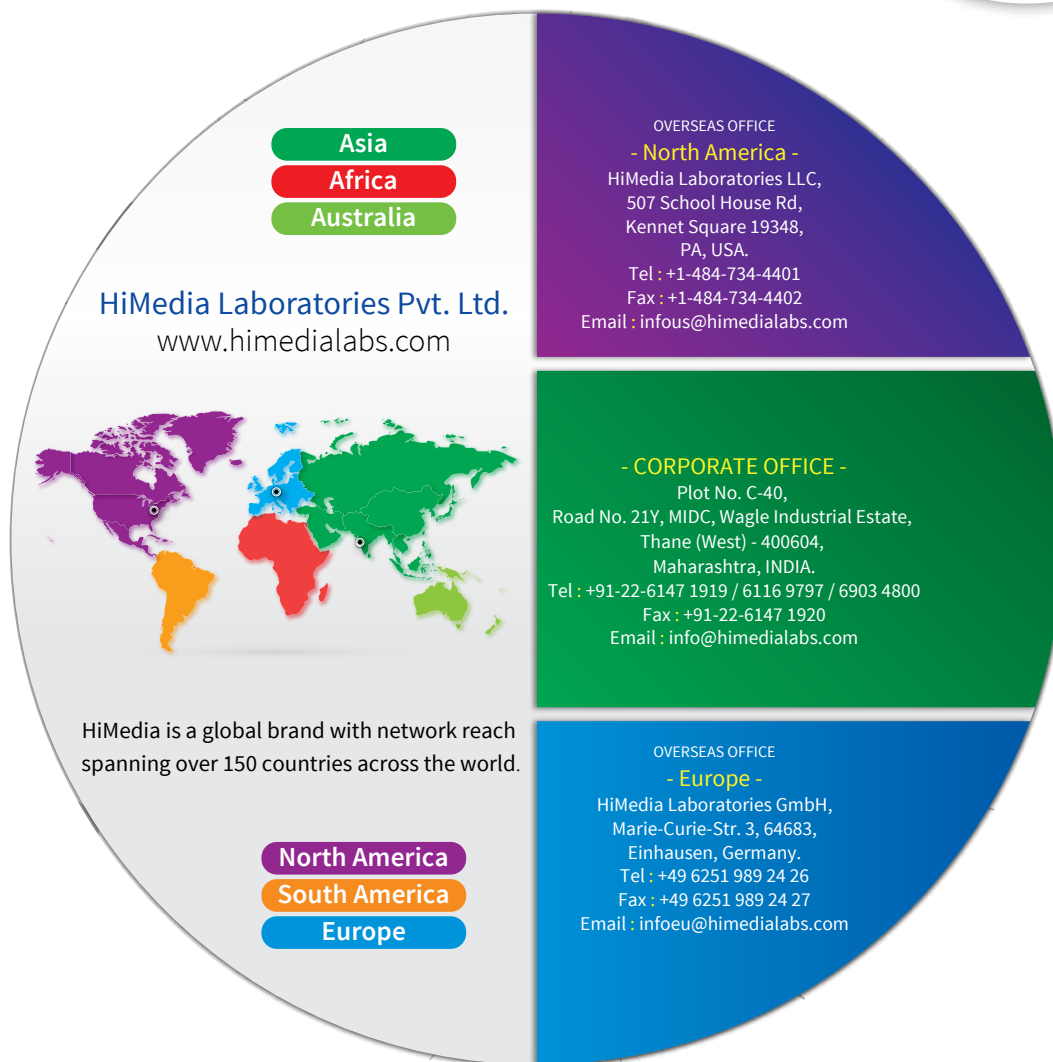 Asia
Africa
Australia
HiMedia Laboratories Pvt. Ltd.
www.himedialabs.com
HiMedia is a global brand with network reach
spanning over 150 countries across the world.
North America
South America
Europe
OVERSEAS OFFICE
- North America -
HiMedia Laboratories LLC,
507 School House Rd,
Kennet Square 19348,
PA, USA.
Tel : +1-484-734-4401
Fax : +1-484-734-4402
Email : infous@himedialabs.com
- CORPORATE OFFICE -
Plot No. C-40,
Road No. 21Y, MIDC, Wagle Industrial Estate,
Thane (West) - 400604,
Maharashtra, INDIA.
Tel : +91-22-6147 1919 / 6116 9797 / 6903 4800
Fax : +91-22-6147 1920
Email : info@himedialabs.com
OVERSEAS OFFICE
- Europe -
HiMedia Laboratories GmbH,
Marie-Curie-Str. 3, 64683,
Einhausen, Germany.
Tel : +49 6251 989 24 26
Fax : +49 6251 989 24 27
Email : infoeu@himedialabs.com